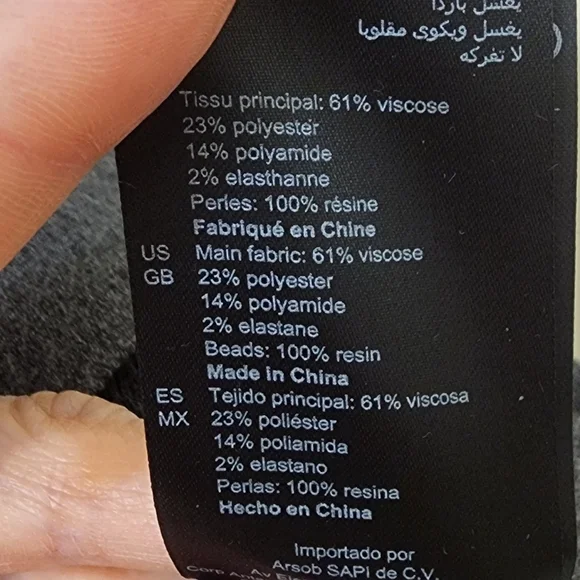 يغسل باردا
يغسل ويكوى مقلوبا
لا تفركه
Tissu principal: 61% viscose
23% polyester
14% polyamide
2% elasthanne
Perles: 100% résine
Fabriqué en Chine
US Main fabric: 61% viscose
GB 23% polyester
14% polyamide
2% elastane
Beads: 100% resin
Made in China
ES Tejido principal: 61% viscosa
MX 23% poliéster
14% poliamida
2% elastano
Perlas: 100% resina
Hecho en China
Importado por
Arsob SAPI de C.V.